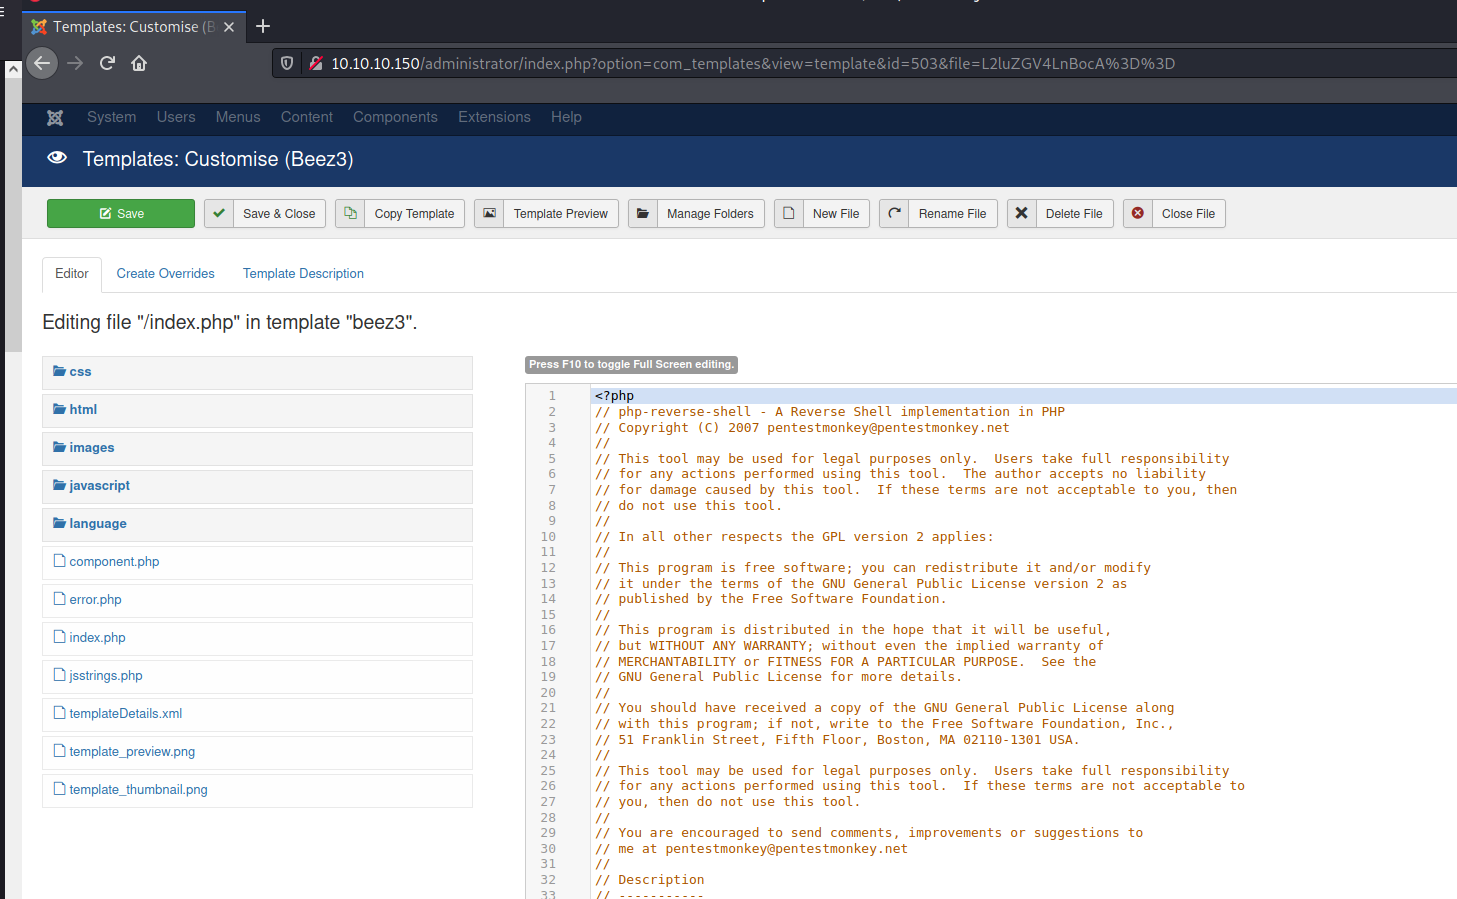 Templates: Customise (B
10.10.10.150/administrator/index.php?option=com_templates&view=template&id=503&file=L2luZGV4LnBocA%3D%3D
System Users Menus Content Components Extensions Help
Templates: Customise (Beez3)
Save Save & Close Copy Template Template Preview Manage Folders New File Rename File Delete File Close File
Editor Create Overrides Template Description
Editing file "/index.php" in template "beez3".
css
html
images
javascript
language
component.php
error.php
index.php
jsstrings.php
templateDetails.xml
template_preview.png
template_thumbnail.png
Press F10 to toggle Full Screen editing.
1 <?php
2 // php-reverse-shell - A Reverse Shell implementation in PHP
3 // Copyright (C) 2007 pentestmonkey@pentestmonkey.net
4 //
5 // This tool may be used for legal purposes only.  Users take full responsibility
6 // for any actions performed using this tool.  The author accepts no liability
7 // for damage caused by this tool.  If these terms are not acceptable to you, then
8 // do not use this tool.
9 //
10 // In all other respects the GPL version 2 applies:
11 //
12 // This program is free software; you can redistribute it and/or modify
13 // it under the terms of the GNU General Public License version 2 as
14 // published by the Free Software Foundation.
15 //
16 // This program is distributed in the hope that it will be useful,
17 // but WITHOUT ANY WARRANTY; without even the implied warranty of
18 // MERCHANTABILITY or FITNESS FOR A PARTICULAR PURPOSE.  See the
19 // GNU General Public License for more details.
20 //
21 // You should have received a copy of the GNU General Public License along
22 // with this program; if not, write to the Free Software Foundation, Inc.,
23 // 51 Franklin Street, Fifth Floor, Boston, MA 02110-1301 USA.
24 //
25 // This tool may be used for legal purposes only.  Users take full responsibility
26 // for any actions performed using this tool.  If these terms are not acceptable to
27 // you, then do not use this tool.
28 //
29 // You are encouraged to send comments, improvements or suggestions to
30 // me at pentestmonkey@pentestmonkey.net
31 //
32 // Description
33 // -----------